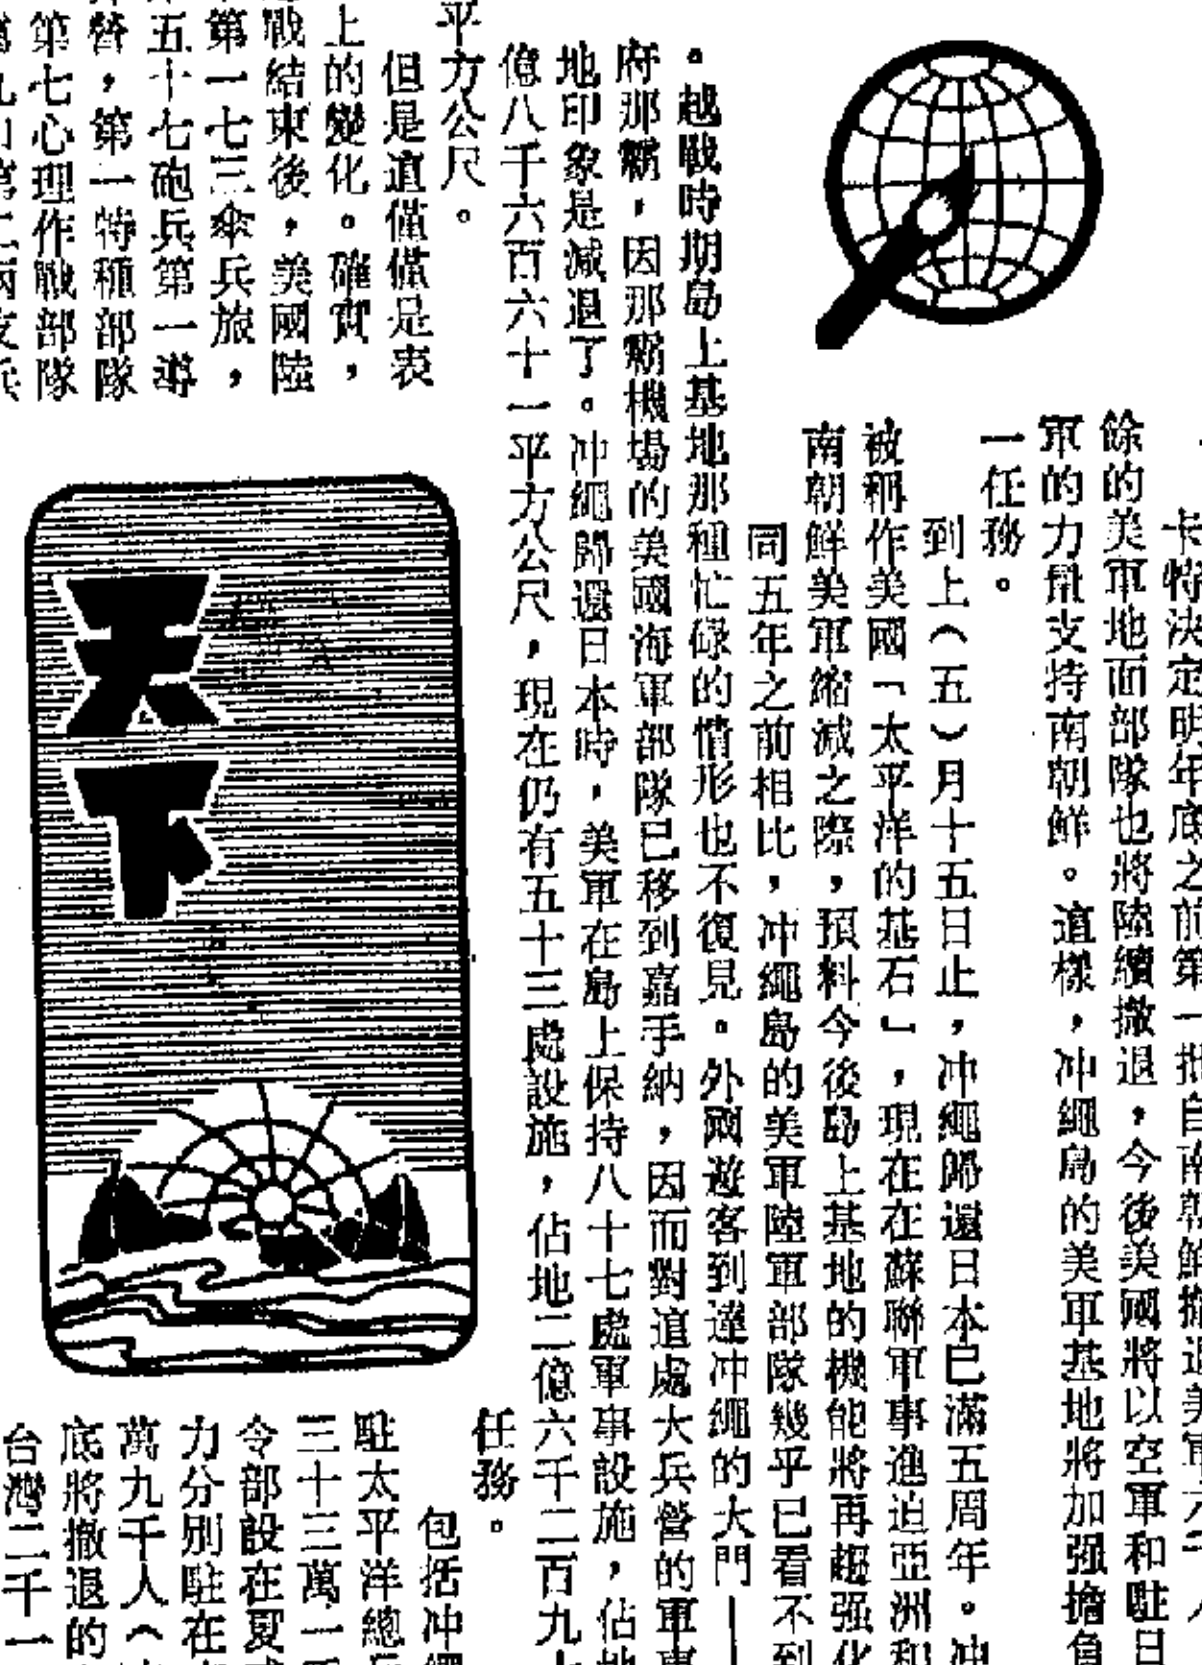 卡特決定明年底之前第一批自南朝鮮撤退美軍六千人
餘的美軍地面部隊也將陸續撤退,今後美國將以空軍和駐日
軍的力量支持南朝鮮。這樣,冲繩島的美軍基地將加强擔負
一任務。
到上(五)月十五日止,冲繩歸還日本已滿五周年。冲
被稱作美國「太平洋的基石」,現在在蘇聯軍事進迫亞洲和
南朝鮮美軍縮減之際,預料今後島上基地的機能將再趨强化
同五年之前相比,冲繩島的美軍陸軍部隊幾乎已看不到
。越戰時期島上基地那種忙碌的情形也不復見。外國遊客到達冲繩的大門——
府那霸,因那霸機場的美國海軍部隊已移到嘉手納,因而對這處大兵營的軍事
地印象是減退了。冲繩歸還日本時,美軍在島上保持八十七處軍事設施,佔地
億八千六百六十一平方公尺,現在仍有五十三處設施,佔地二億六千二百九十
平方公尺。
但是這僅僅是表
上的變化。確實,
戰結束後,美國陸
第一七三傘兵旅,
五十七砲兵第一導
彈營,第一特種部隊
第七心理作戰部隊
第二兩支兵
天下
任務。
包括冲繩
駐太平洋總兵
三十三萬一千
令部設在夏威
力分別駐在
萬九千人(
底將撤退的
台灣二千一